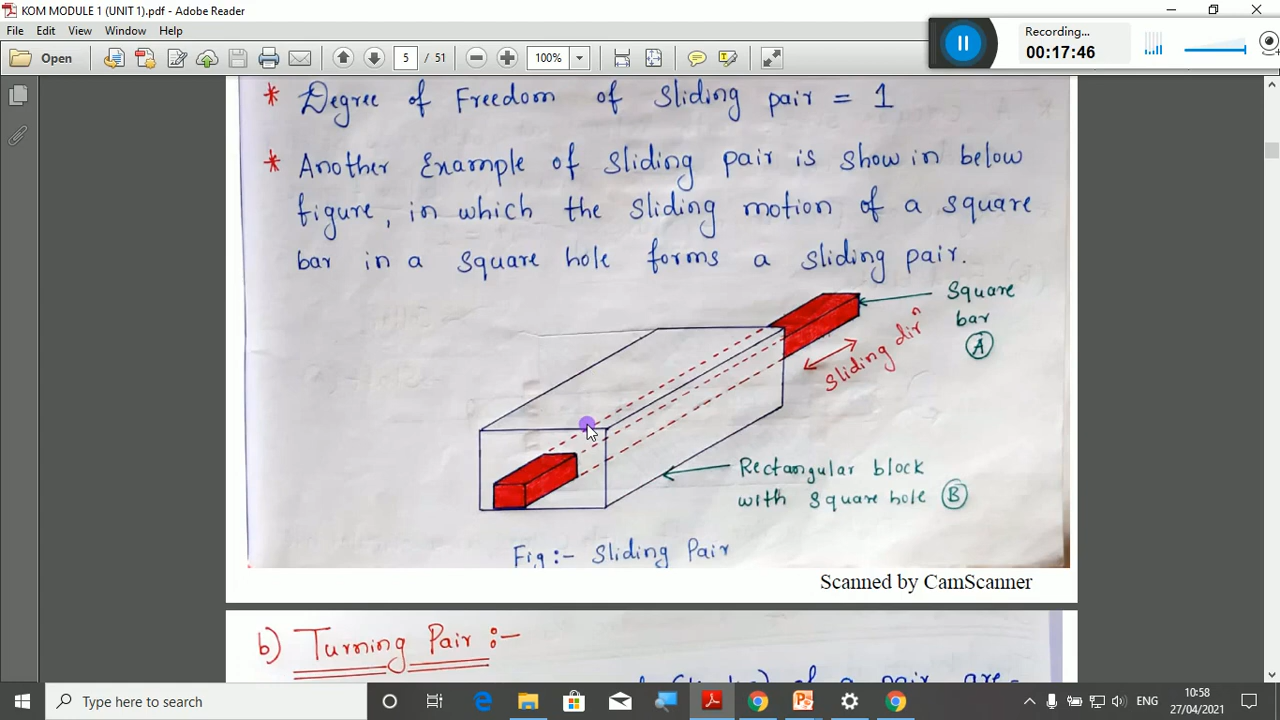 KOM MODULE 1 (UNIT 1).pdf - Adobe Reader
File Edit View Window Help
Open 5 / 51 100%
Recording...
00:17:46
* Degree of Freedom of Sliding pair = 1
* Another Example of sliding pair is show in below
figure, in which the sliding motion of a square
bar in a square hole forms a sliding pair.
Square
bar
A
Sliding dirⁿ
Rectangular block
with square hole B
Fig:- Sliding Pair
Scanned by CamScanner
b) Turning Pair :-
of a pair are
Type here to search
ENG
10:58
27/04/2021